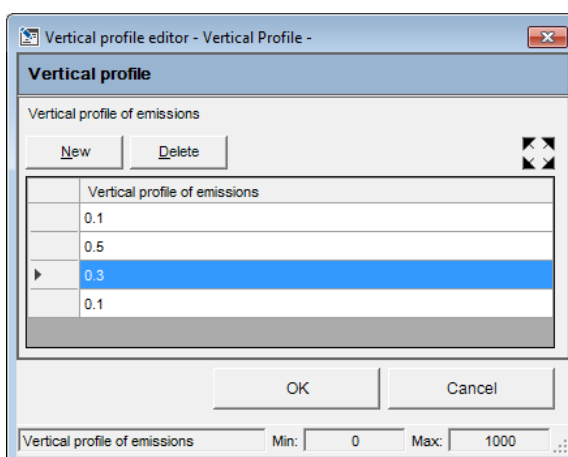 Vertical profile editor - Vertical Profile -
Vertical profile
Vertical profile of emissions
New Delete
Vertical profile of emissions
0.1
0.5
0.3
0.1
OK Cancel
Vertical profile of emissions Min: 0 Max: 1000